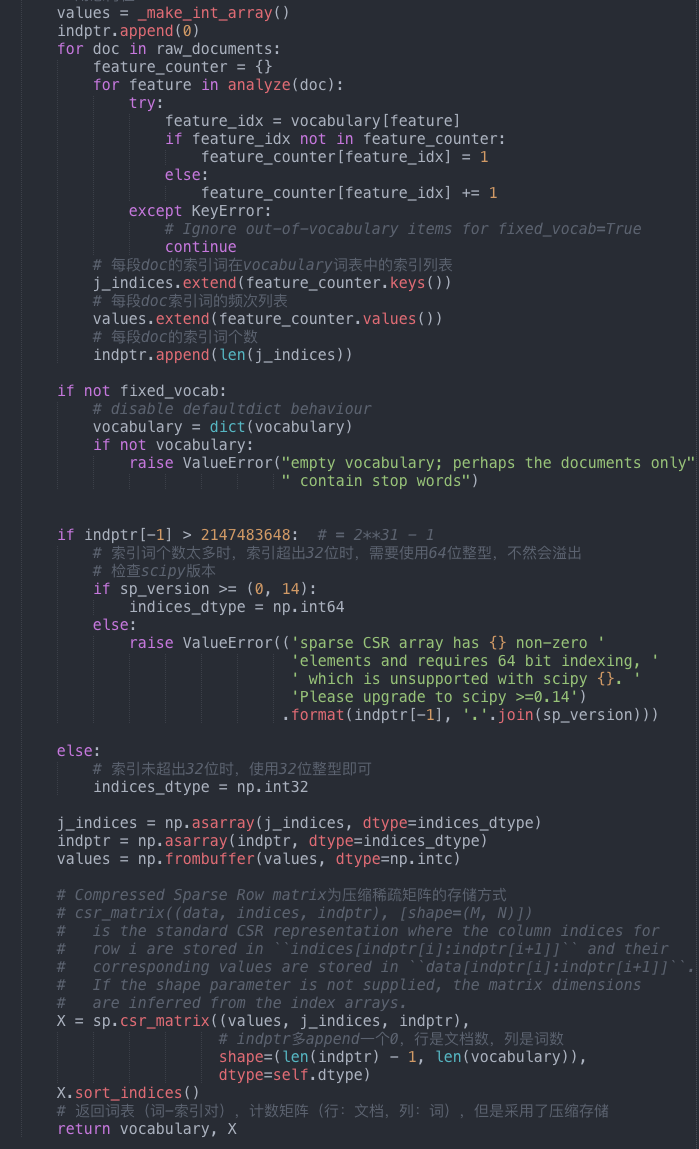 values = _make_int_array()
indptr.append(0)
for doc in raw_documents:
feature_counter = {}
for feature in analyze(doc):
try:
feature_idx = vocabulary[feature]
if feature_idx not in feature_counter:
feature_counter[feature_idx] = 1
else:
feature_counter[feature_idx] += 1
except KeyError:
# Ignore out-of-vocabulary items for fixed_vocab=True
continue
# 每段doc的索引词在vocabulary词表中的索引列表
j_indices.extend(feature_counter.keys())
# 每段doc索引词的频次列表
values.extend(feature_counter.values())
# 每段doc的索引词个数
indptr.append(len(j_indices))
if not fixed_vocab:
# disable defaultdict behaviour
vocabulary = dict(vocabulary)
if not vocabulary:
raise ValueError("empty vocabulary; perhaps the documents only"
" contain stop words")
if indptr[-1] > 2147483648:  # = 2**31 - 1
# 索引词个数太多时，索引超出32位时，需要使用64位整型，不然会溢出
# 检查scipy版本
if sp_version >= (0, 14):
indices_dtype = np.int64
else:
raise ValueError(('sparse CSR array has {} non-zero '
'elements and requires 64 bit indexing, '
' which is unsupported with scipy {}. '
'Please upgrade to scipy >=0.14')
.format(indptr[-1], '.'.join(sp_version)))
else:
# 索引未超出32位时，使用32位整型即可
indices_dtype = np.int32
j_indices = np.asarray(j_indices, dtype=indices_dtype)
indptr = np.asarray(indptr, dtype=indices_dtype)
values = np.frombuffer(values, dtype=np.intc)
# Compressed Sparse Row matrix为压缩稀疏矩阵的存储方式
# csr_matrix((data, indices, indptr), [shape=(M, N)])
#   is the standard CSR representation where the column indices for
#   row i are stored in ``indices[indptr[i]:indptr[i+1]]`` and their
#   corresponding values are stored in ``data[indptr[i]:indptr[i+1]]``.
#   If the shape parameter is not supplied, the matrix dimensions
#   are inferred from the index arrays.
X = sp.csr_matrix((values, j_indices, indptr),
# indptr多append一个0，行是文档数，列是词数
shape=(len(indptr) - 1, len(vocabulary)),
dtype=self.dtype)
X.sort_indices()
# 返回词表（词-索引对），计数矩阵（行：文档，列：词），但是采用了压缩存储
return vocabulary, X